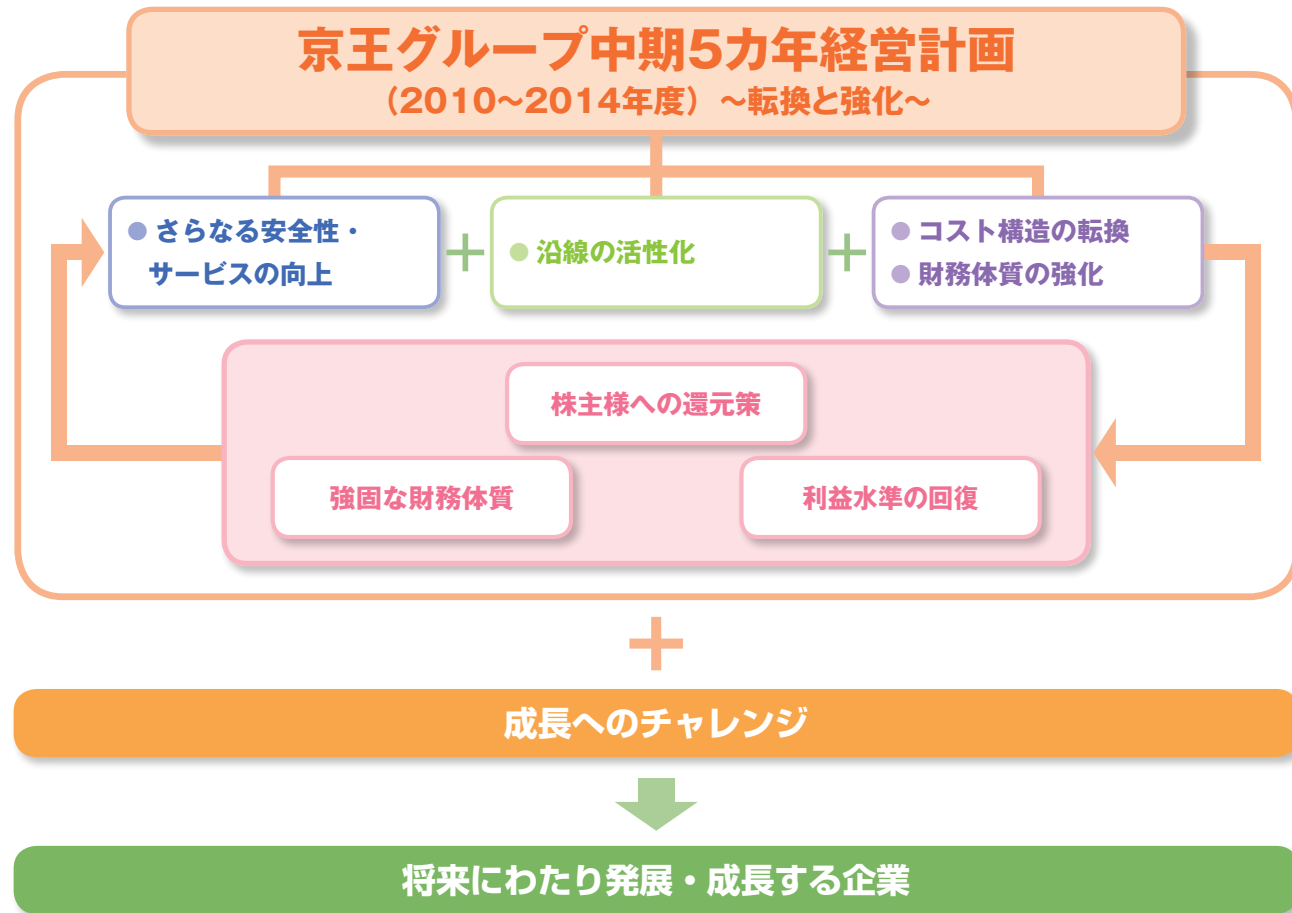 京王グループ中期5カ年経営計画
（2010～2014年度）～転換と強化～
● さらなる安全性・
サービスの向上
＋
● 沿線の活性化
＋
● コスト構造の転換
● 財務体質の強化
株主様への還元策
強固な財務体質
利益水準の回復
＋
成長へのチャレンジ
将来にわたり発展・成長する企業